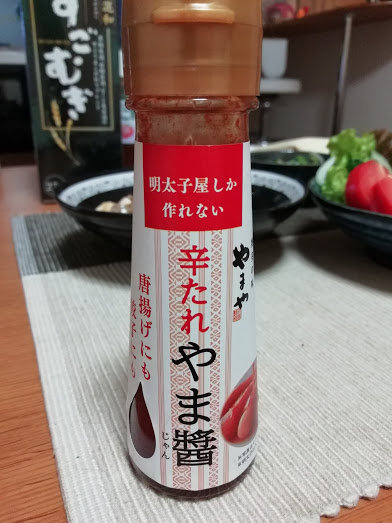 すごむぎ
明太子屋しか
作れない
辛たれ
やま醬
じゃん
唐揚げにも
餃子にも
やまや